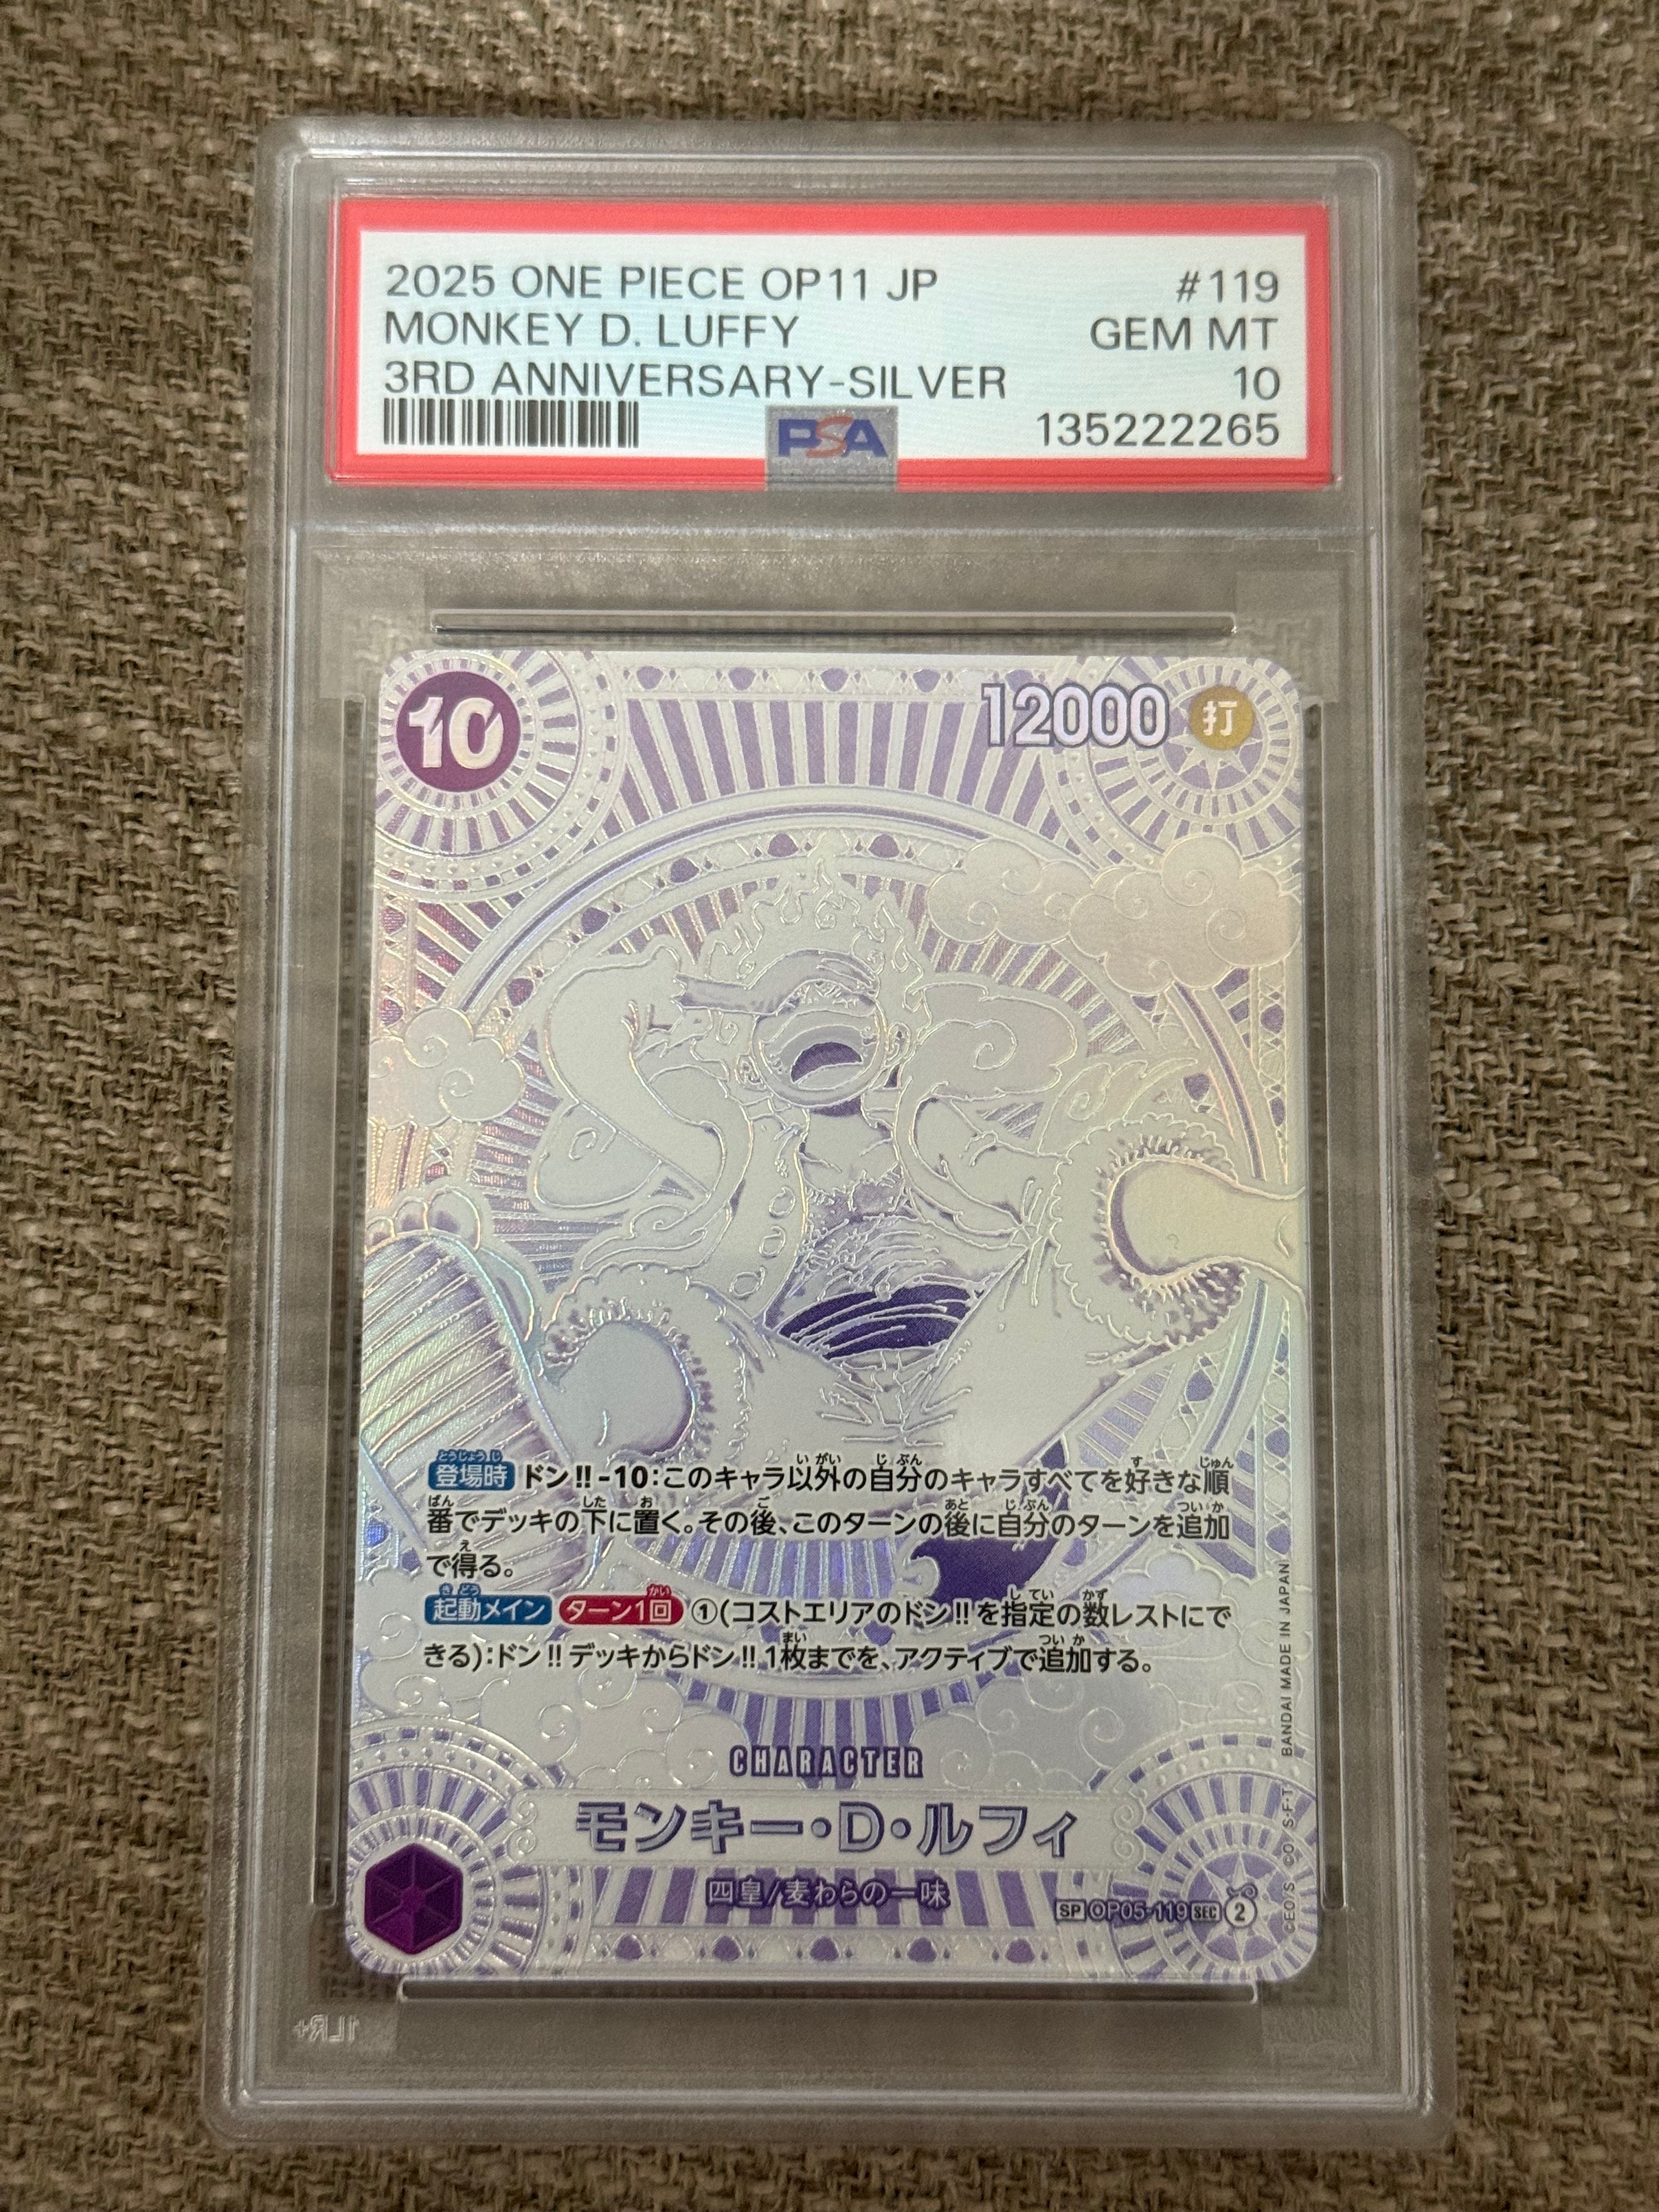 2025 ONE PIECE OP11 JP #119
MONKEY D. LUFFY GEM MT
3RD ANNIVERSARY-SILVER 10
PSA 135222265
10 12000 打
登場時 ドン!!-10:このキャラ以外の自分のキャラすべてを好きな順
番でデッキの下に置く。その後、このターンの後に自分のターンを追加
で得る。
起動メイン ターン1回 ①(コストエリアのドン!!を指定の数レストにで
きる):ドン!!デッキからドン!!1枚までを、アクティブで追加する。
BANDAI MADE IN JAPAN
©E.O./S. ©O. S・F・T
CHARACTER
モンキー・D・ルフィ
四皇/麦わらの一味
SP OP05-119 SEC 2
1LR+